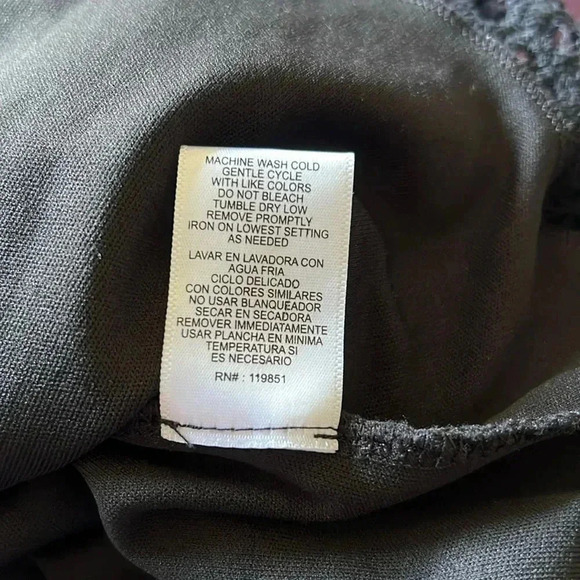 MACHINE WASH COLD
GENTLE CYCLE
WITH LIKE COLORS
DO NOT BLEACH
TUMBLE DRY LOW
REMOVE PROMPTLY
IRON ON LOWEST SETTING
AS NEEDED
LAVAR EN LAVADORA CON
AGUA FRIA
CICLO DELICADO
CON COLORES SIMILARES
NO USAR BLANQUEADOR
SECAR EN SECADORA
REMOVER IMMEDIATAMENTE
USAR PLANCHA EN MINIMA
TEMPERATURA SI
ES NECESARIO
RN# : 119851